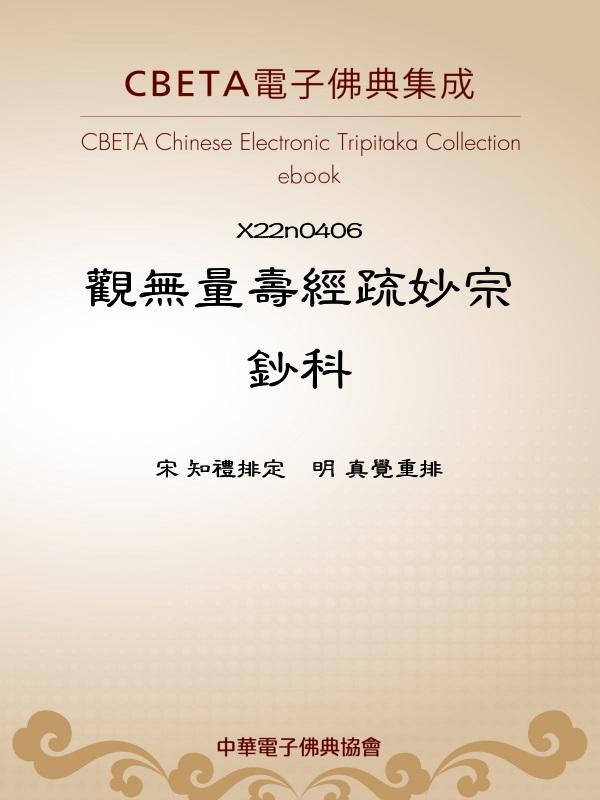 CBETA電子佛典集成
CBETA Chinese Electronic Tripitaka Collection
ebook
X22n0406
觀無量壽經疏妙宗
鈔科
宋 知禮排定　明 真覺重排
中華電子佛典協會